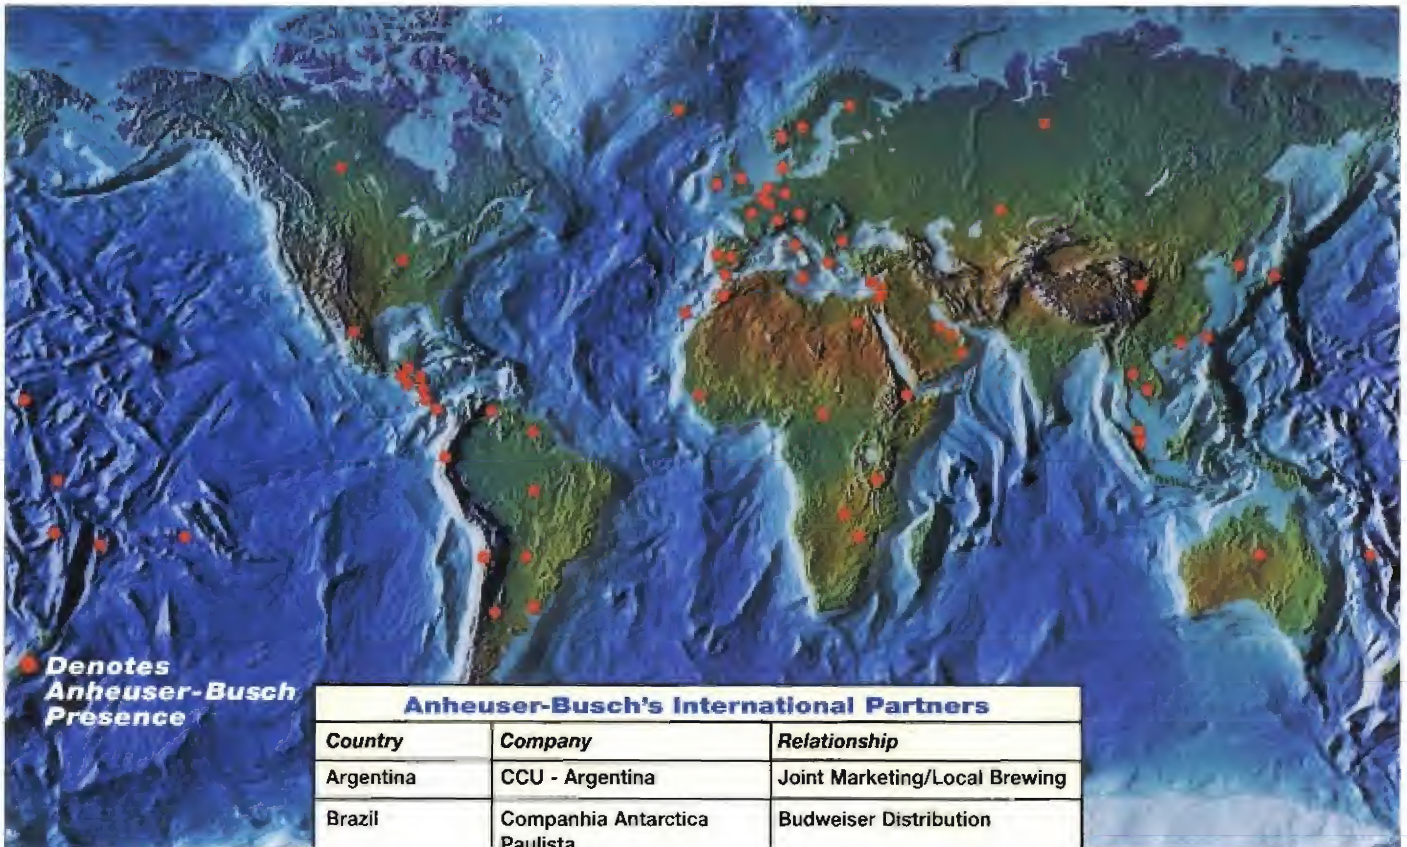 Denotes
Anheuser-Busch
Presence
Anheuser-Busch's International Partners
Country Company Relationship
Argentina CCU - Argentina Joint Marketing/Local Brewing
Brazil Companhia Antarctica Budweiser Distribution
Paulista